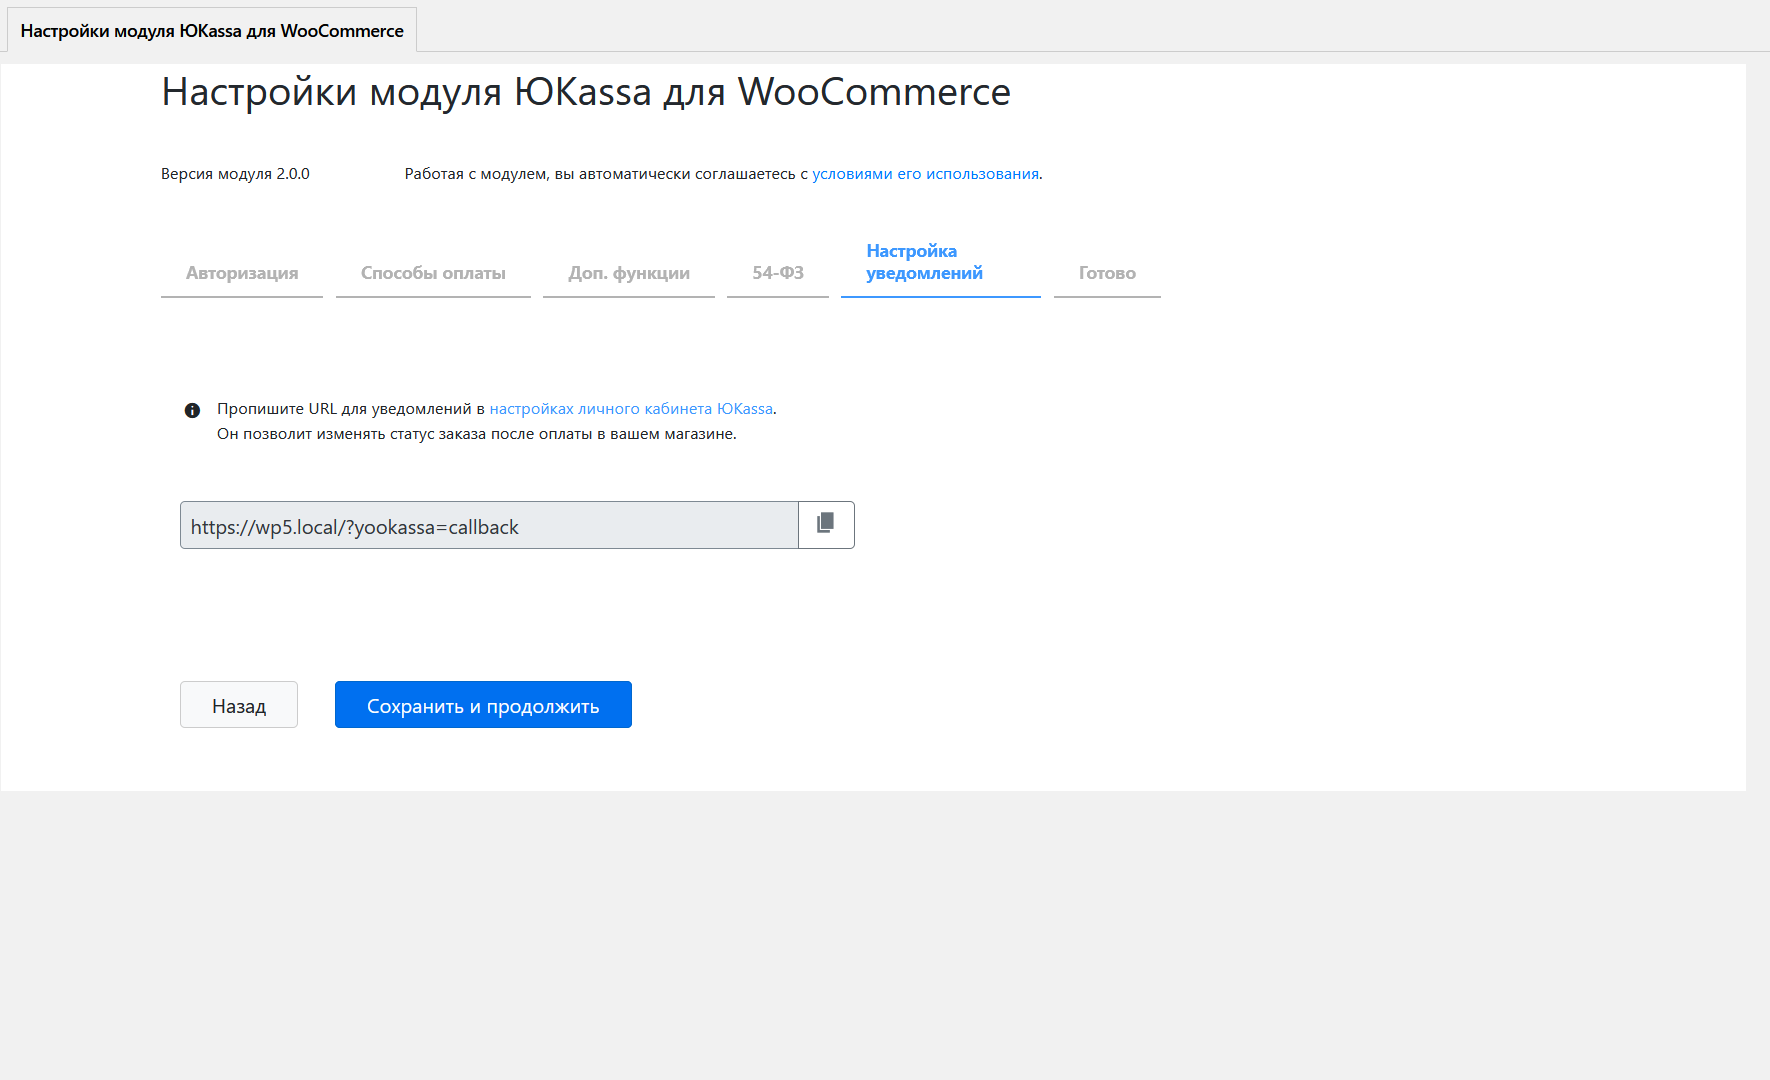 Настройки модуля ЮKassa для WooCommerce
Настройки модуля ЮKassa для WooCommerce
Версия модуля 2.0.0
Работая с модулем, вы автоматически соглашаетесь с условиями его использования.
Авторизация
Способы оплаты
Доп. функции
54-ФЗ
Настройка
уведомлений
Готово
Пропишите URL для уведомлений в настройках личного кабинета ЮKassa.
Он позволит изменять статус заказа после оплаты в вашем магазине.
https://wp5.local/?yookassa=callback
Назад
Сохранить и продолжить